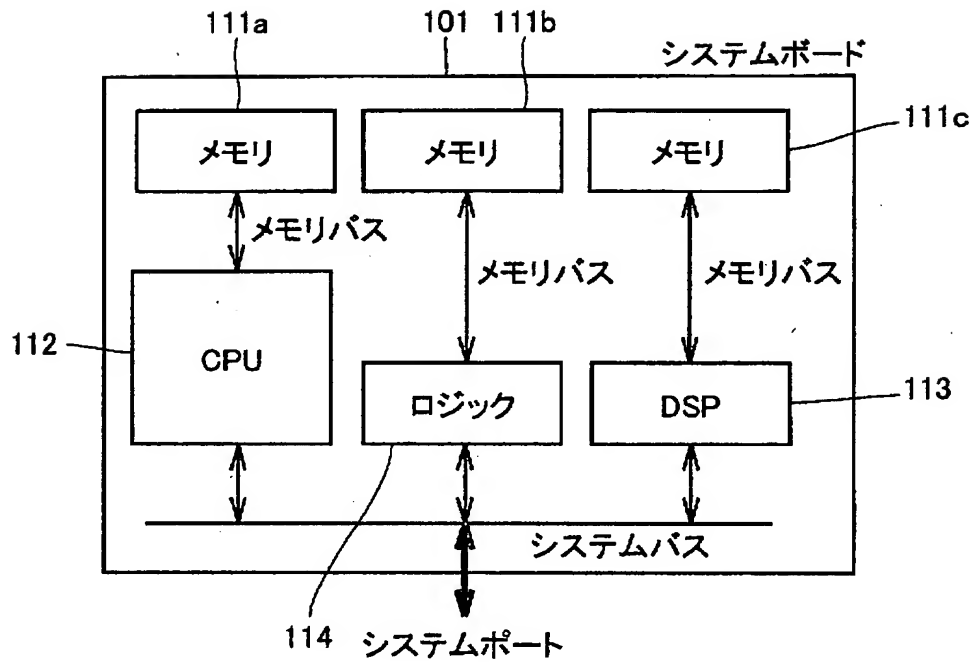 111a
101
111b
システムボード
メモリ
メモリ
メモリ
111c
メモリバス
メモリバス
メモリバス
112
CPU
ロジック
DSP
113
システムバス
114
システムポート